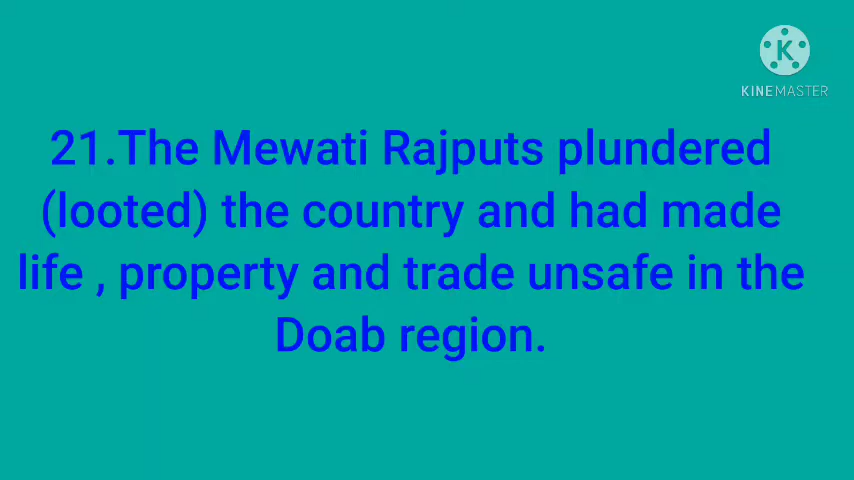 K
KINEMASTER
21.The Mewati Rajputs plundered
(looted) the country and had made
life , property and trade unsafe in the
Doab region.